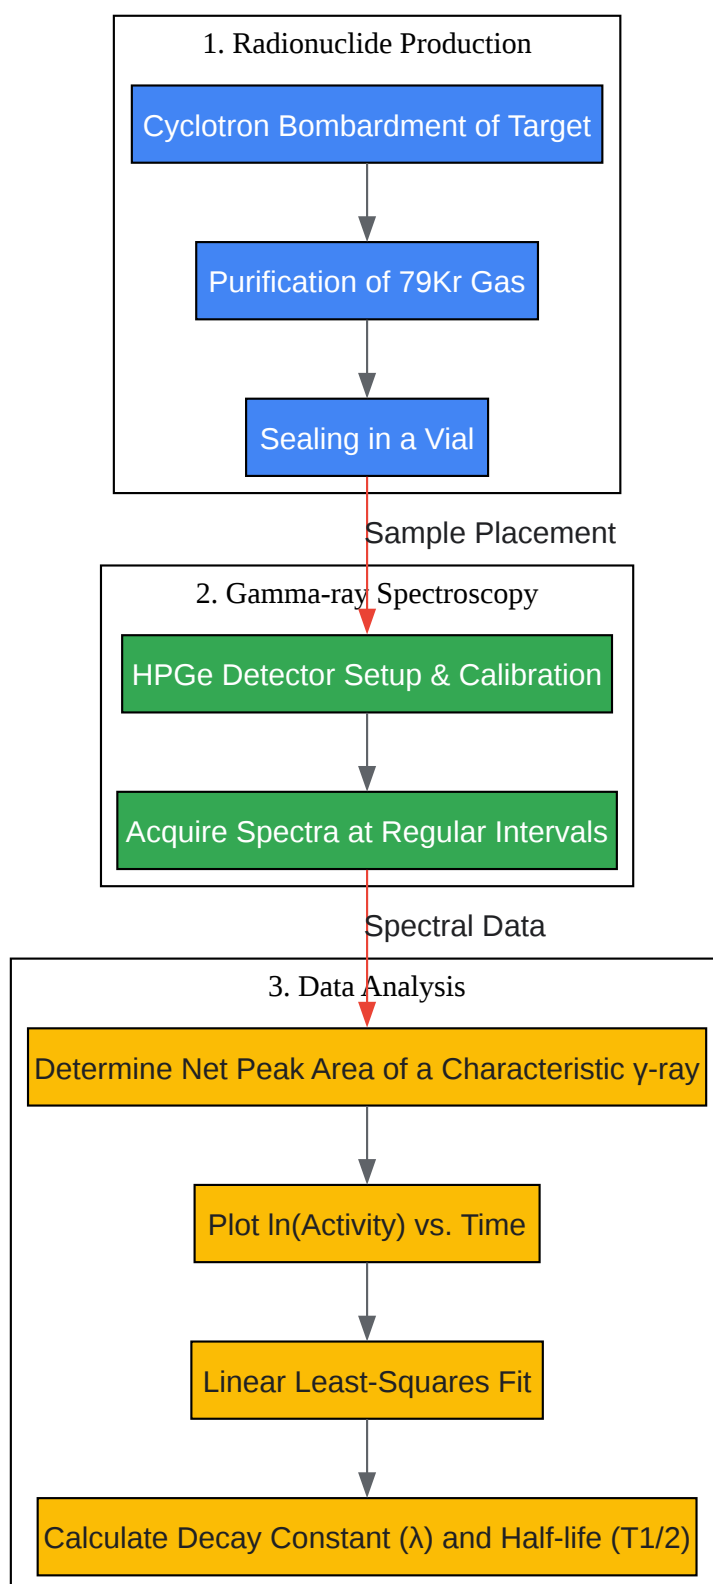 1. Radionuclide Production
Cyclotron Bombardment of Target
Purification of 79Kr Gas
Sealing in a Vial
Sample Placement
2. Gamma-ray Spectroscopy
HPGe Detector Setup & Calibration
Acquire Spectra at Regular Intervals
Spectral Data
3. Data Analysis
Determine Net Peak Area of a Characteristic γ-ray
Plot ln(Activity) vs. Time
Linear Least-Squares Fit
Calculate Decay Constant (λ) and Half-life (T1/2)